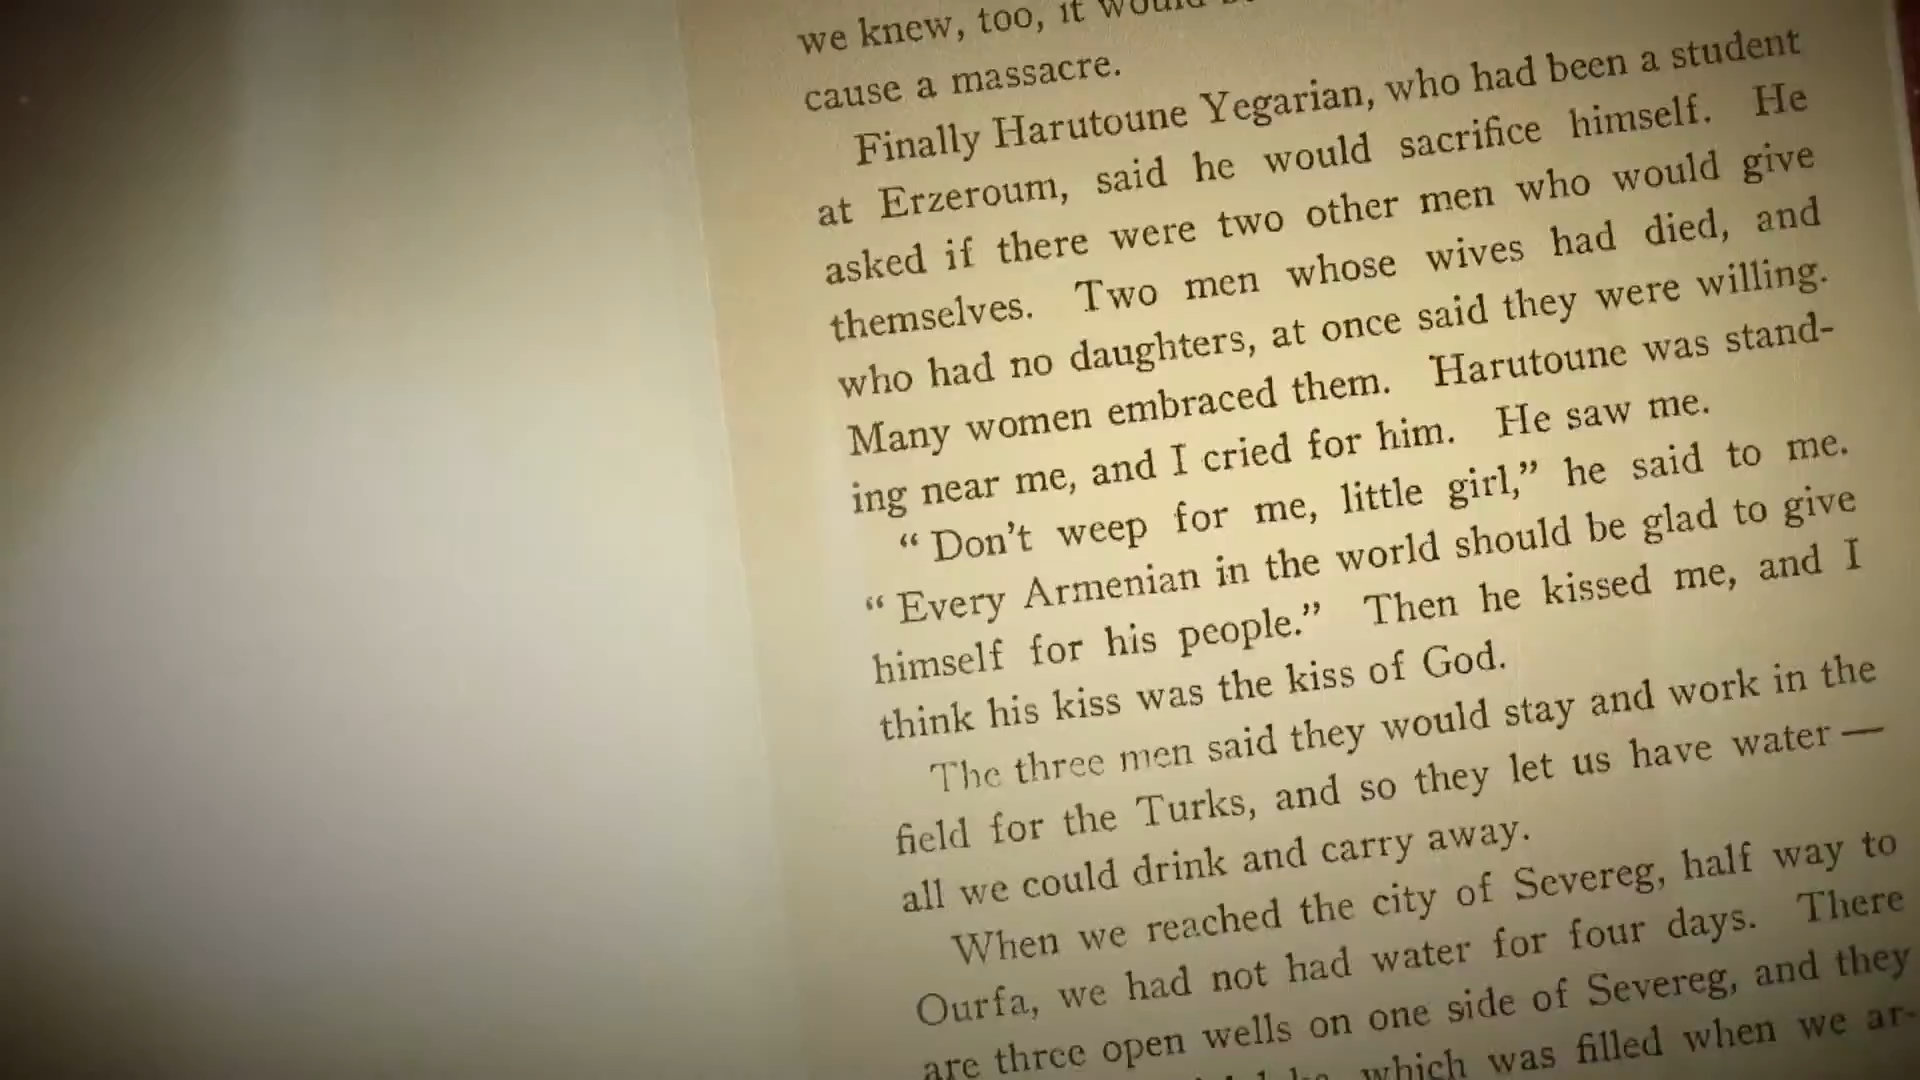 we knew, too, it would
cause a massacre.
Finally Harutoune Yegarian, who had been a student
at Erzeroum, said he would sacrifice himself. He
asked if there were two other men who would give
themselves. Two men whose wives had died, and
who had no daughters, at once said they were willing.
Many women embraced them. Harutoune was stand-
ing near me, and I cried for him. He saw me.
“Don't weep for me, little girl,” he said to me.
“Every Armenian in the world should be glad to give
himself for his people.” Then he kissed me, and I
think his kiss was the kiss of God.
The three men said they would stay and work in the
field for the Turks, and so they let us have water —
all we could drink and carry away.
When we reached the city of Severeg, half way to
Ourfa, we had not had water for four days. There
are three open wells on one side of Severeg, and they
which was filled when we ar-